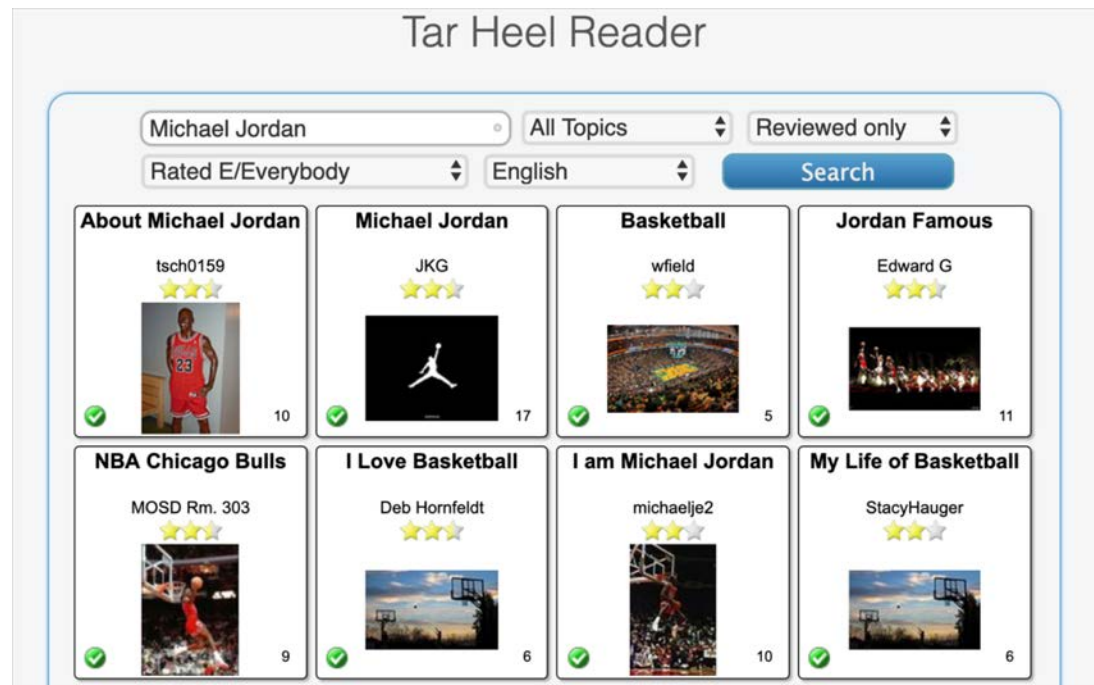 Tar Heel Reader
Michael Jordan All Topics Reviewed only
Rated E/Everybody English Search
About Michael Jordan Michael Jordan Basketball Jordan Famous
tsch0159 JKG wfield Edward G
23
10 17 5 11
NBA Chicago Bulls I Love Basketball I am Michael Jordan My Life of Basketball
MOSD Rm. 303 Deb Hornfeldt michaelje2 StacyHauger
9 6 10 6